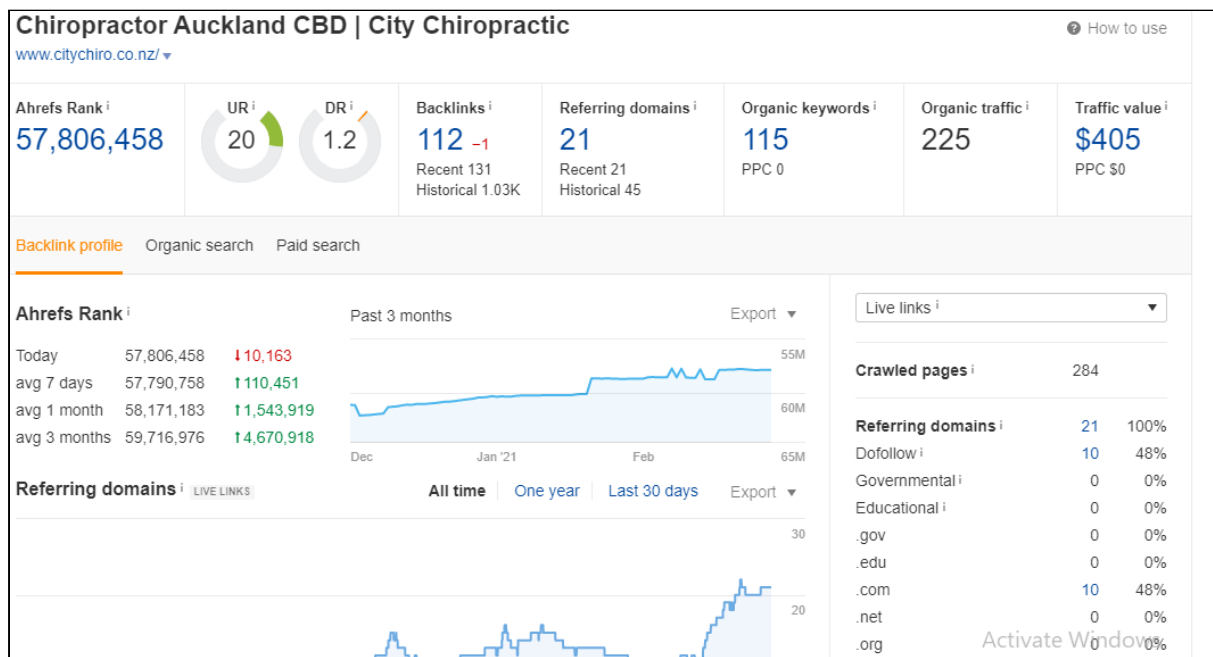 Chiropractor Auckland CBD | City Chiropractic
How to use
www.citychiro.co.nz/
Ahrefs Rank i
57,806,458
UR i
20
DR i
1.2
Backlinks i
112 -1
Recent 131
Historical 1.03K
Referring domains i
21
Recent 21
Historical 45
Organic keywords i
115
PPC 0
Organic traffic i
225
Traffic value i
$405
PPC $0
Backlink profile Organic search Paid search
Ahrefs Rank i
Past 3 months Export
Today 57,806,458 ↓10,163
avg 7 days 57,790,758 ↑110,451
avg 1 month 58,171,183 ↑1,543,919
avg 3 months 59,716,976 ↑4,670,918
55M
60M
65M
Dec Jan '21 Feb
Referring domains i LIVE LINKS
All time One year Last 30 days Export
30
20
Live links i
Crawled pages i 284
Referring domains i 21 100%
Dofollow i 10 48%
Governmental i 0 0%
Educational i 0 0%
.gov 0 0%
.edu 0 0%
.com 10 48%
.net 0 0%
.org 0 0%
Activate Windows